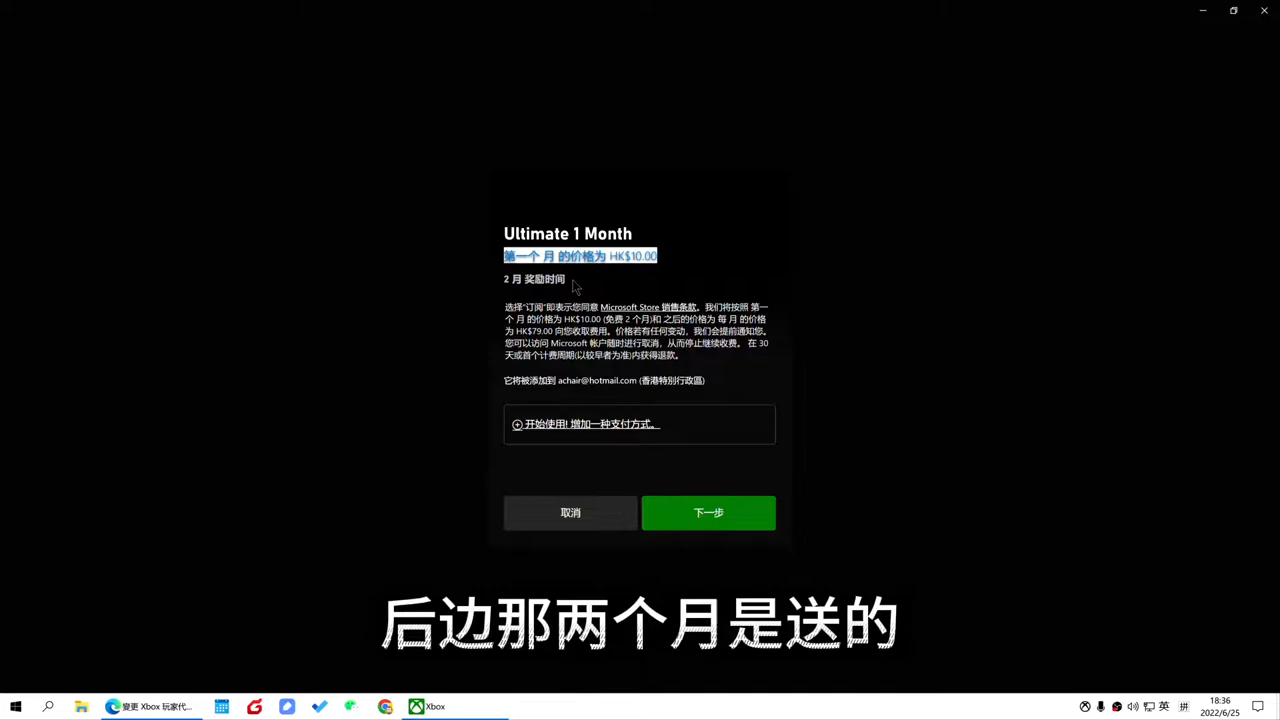 Ultimate 1 Month
第一个 月 的价格为 HK$10.00
2 月 奖励时间
选择“订阅”即表示您同意 Microsoft Store 销售条款。我们将按照 第一
个 月 的价格为 HK$10.00 (免费 2 个月)和 之后的价格为 每 月 的价格
为 HK$79.00 向您收取费用。价格若有任何变动，我们会提前通知您。
您可以访问 Microsoft 帐户随时进行取消，从而停止继续收费。 在 30
天或首个计费周期(以较早者为准)内获得退款。
它将被添加到 achair@hotmail.com (香港特別行政區)
开始使用! 增加一种支付方式。
取消
下一步
后边那两个月是送的
變更 Xbox 玩家代...
Xbox
英
拼
18:36
2022/6/25